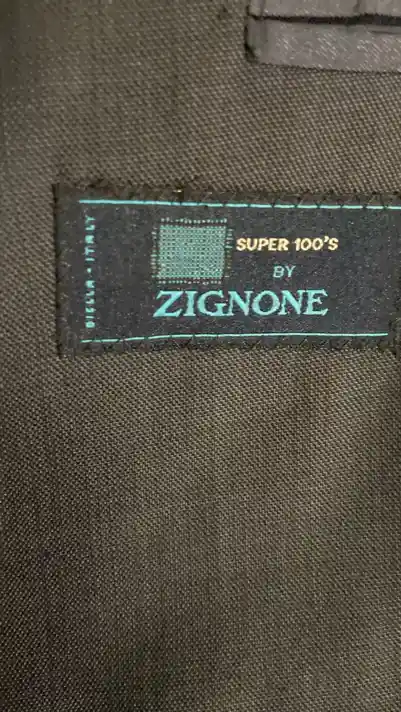 BIELLA - ITALY
SUPER 100'S
BY
ZIGNONE